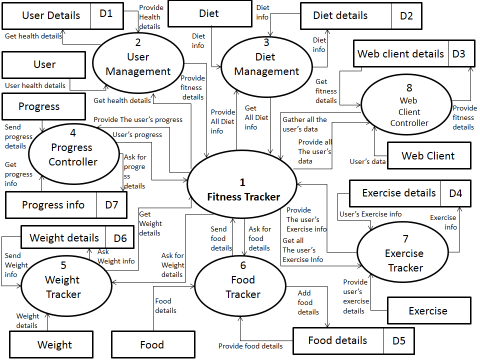 User Details D1
Provide
Health
details
Diet
Diet
info
Diet details D2
Get health details
2
User
Management
Diet
info
3
Diet
Management
Diet
info
Web client details D3
User
User health details
Provide
fitness
details
Get
fitness
details
8
Web
Client
Controller
Provide
fitness
details
Progress
Get health details
Provide The user's progress
User's progress
Provide
All Diet
info
Get
All Diet
info
Gather all the
user's data
Provide all
The user's
data
User's data
Web Client
Send
progress
details
4
Progress
Controller
Ask for
progre
ss
details
Get
progress
info
Progress info D7
1
Fitness Tracker
Exercise details D4
User's Exercise info
Exercise
info
Get
Weight
details
Provide
The user's
Exercise info
Get all
The user's
Exercise Info
Weight details D6
Send
Weight
info
Ask
Weight info
Ask for
Weight
details
Send
food
details
Ask for
food
details
7
Exercise
Tracker
5
Weight
Tracker
6
Food
Tracker
Provide
user's
exercise
details
Weight
details
Food
details
Add
food
details
Exercise
Weight
Food
Provide food details
Food details D5